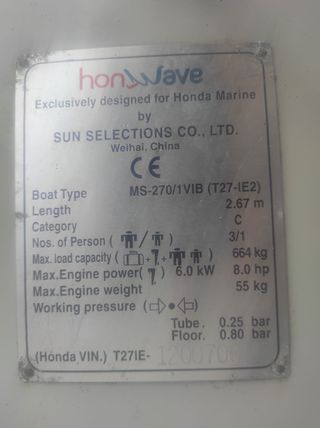 honwave
Exclusively designed for Honda Marine
by
SUN SELECTIONS CO., LTD.
Weihai, China
CE
Boat Type MS-270/1VIB (T27-IE2)
Length 2.67 m
Category C
Nos. of Person ( / ) 3/1
Max. load capacity ( + + ) 664 kg
Max.Engine power( ) 6.0 kW 8.0 hp
Max.Engine weight 55 kg
Working pressure ( )
Tube. 0.25 bar
Floor. 0.80 bar
(Honda VIN.) T27IE-